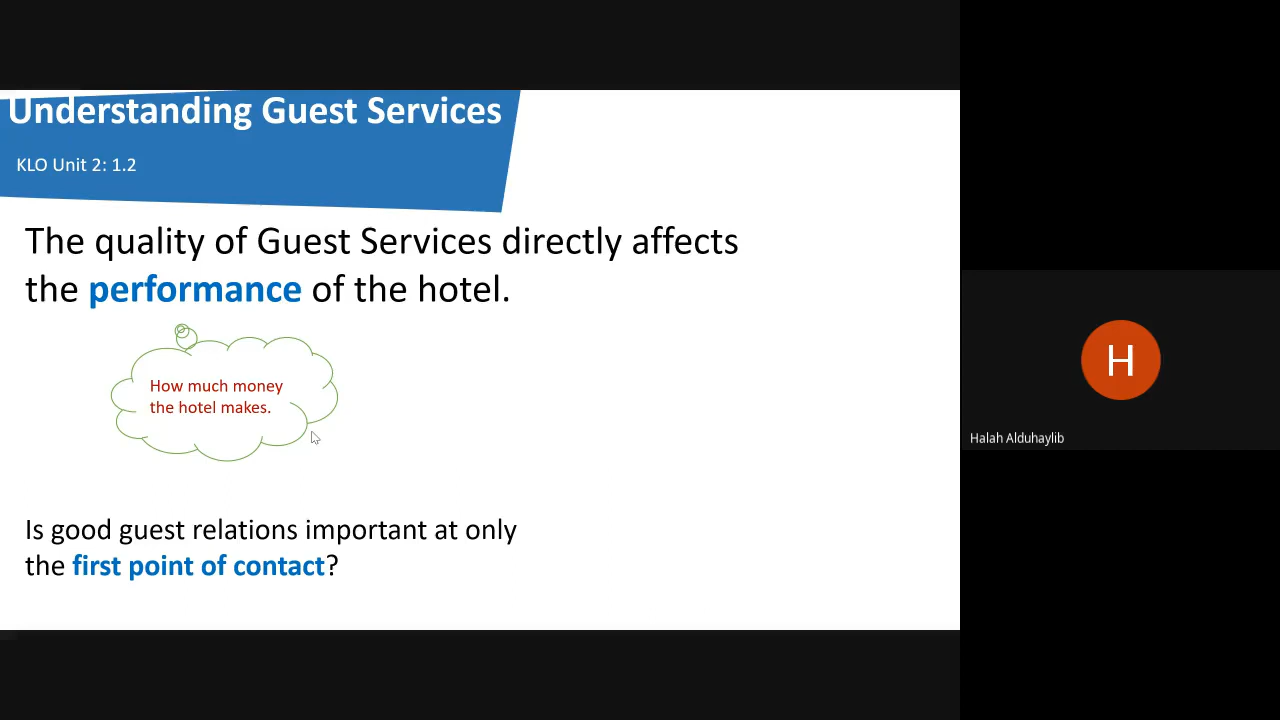 Understanding Guest Services
KLO Unit 2: 1.2
The quality of Guest Services directly affects
the performance of the hotel.
How much money
the hotel makes.
Is good guest relations important at only
the first point of contact?
H
Halah Alduhaylib